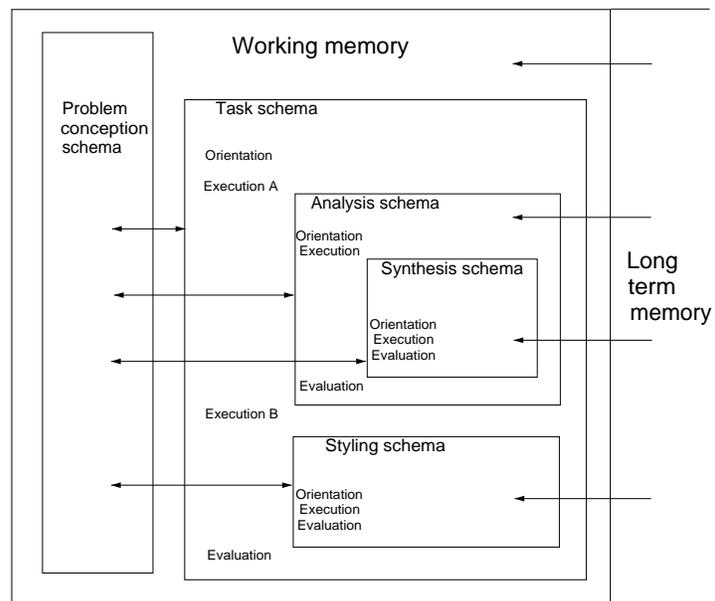 Working memory
Problem
conception
schema
Task schema
Orientation
Execution A
Analysis schema
Orientation
Execution
Synthesis schema
Orientation
Execution
Evaluation
Evaluation
Execution B
Styling schema
Orientation
Execution
Evaluation
Evaluation
Long
term
memory